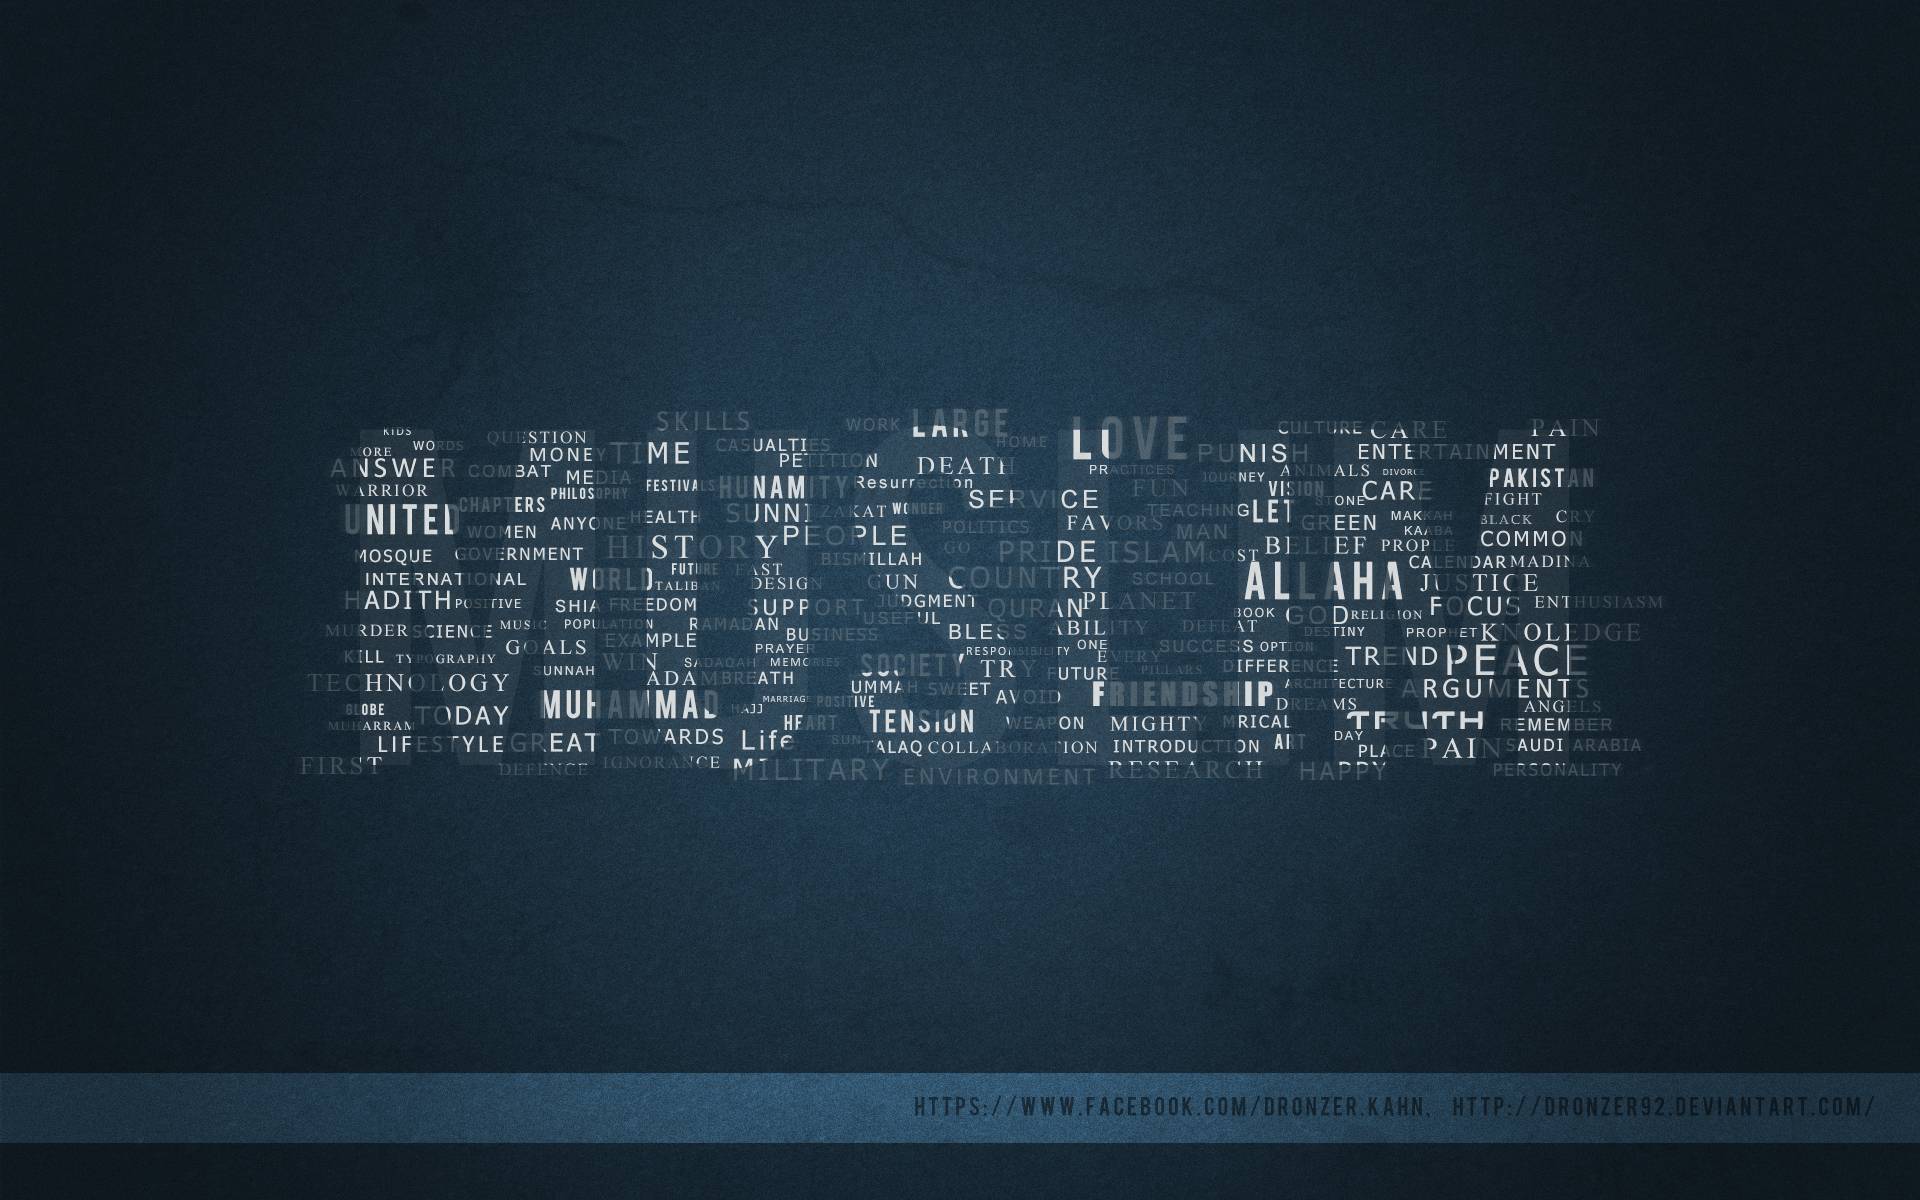 SKILLS WORK LARGE LOVE CULTURE CARE PAIN
KIDS WORDS QUESTION TIME CASUALTIES HOME PUNISH ENTERTAINMENT
MORE MONEY PETITION DEATH PRACTICES JOURNEY ANIMALS DIVORCE PAKISTAN
ANSWER COMBAT MEDIA FESTIVALS HUNAMITY Resurrection SERVICE FUN VISION STONE CARE FIGHT
WARRIOR CHAPTERS PHILOSOPHY HEALTH SUNNI ZAKAT WONDER FAVORS TEACHING LET GREEN MAKKAH BLACK CRY
UNITED WOMEN ANYONE HISTORY PEOPLE PLE POLITICS MAN KAABA COMMON
MOSQUE GOVERNMENT BISMILLAH GO PRIDE ISLAM COST BELIEF PROPLE CALENDAR MADINA
INTERNATIONAL WORLD FUTURE FAST TALIBAN DESIGN GUN COUNTRY SCHOOL ALLAHA JUSTICE
HADITH POSITIVE SHIA FREEDOM SUPPORT JUDGMENT QURAN PLANET BOOK GOD RELIGION FOCUS ENTHUSIASM
MURDER SCIENCE MUSIC POPULATION RAMADAN USEFUL ABILITY DEFEAT DESTINY PROPHET KNOLEDGE
KILL TYPOGRAPHY GOALS EXAMPLE BUSINESS BLESS ONE SUCCESS OPTION TREND PEACE
TECHNOLOGY SUNNAH WIN SADAQAH PRAYER MEMORIES SOCIETY RESPONSIBILITY TRY EVERY PILLARS DIFFERENCE
ADAM BREATH UMMAH SWEET FUTURE ARCHITECTURE ARGUMENTS
GLOBE TODAY MUHAMMAD HAJJ MARRIAGE POSITIVE AVOID FRIENDSHIP DREAMS ANGELS
MUHARRAM HEART TENSION WEAPON MIGHTY MIRICAL TRUTH REMEMBER
LIFESTYLE GREAT TOWARDS Life SUN TALAQ COLLABORATION INTRODUCTION ART DAY PLACE PAIN SAUDI ARABIA
FIRST DEFENCE IGNORANCE MILITARY ENVIRONMENT RESEARCH HAPPY PERSONALITY
HTTPS://WWW.FACEBOOK.COM/DRONZER.KAHN, HTTP://DRONZER92.DEVIANTART.COM/